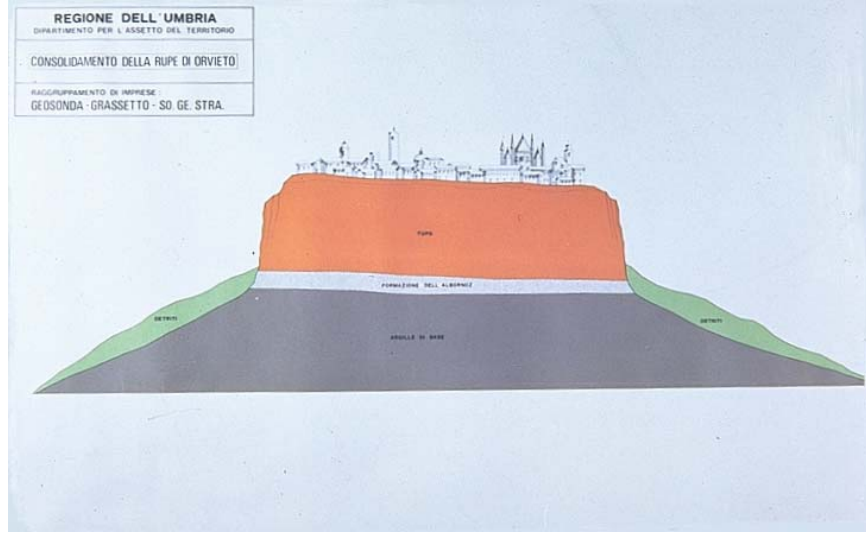 REGIONE DELL'UMBRIA
DIPARTIMENTO PER L'ASSETTO DEL TERRITORIO
CONSOLIDAMENTO DELLA RUPE DI ORVIETO
RAGGRUPPAMENTO DI IMPRESE :
GEOSONDA - GRASSETTO - SO. GE. STRA.
TUFO
FORMAZIONE DELL ALBORNOZ
DETRITI
DETRITI
ARGILLE DI BASE